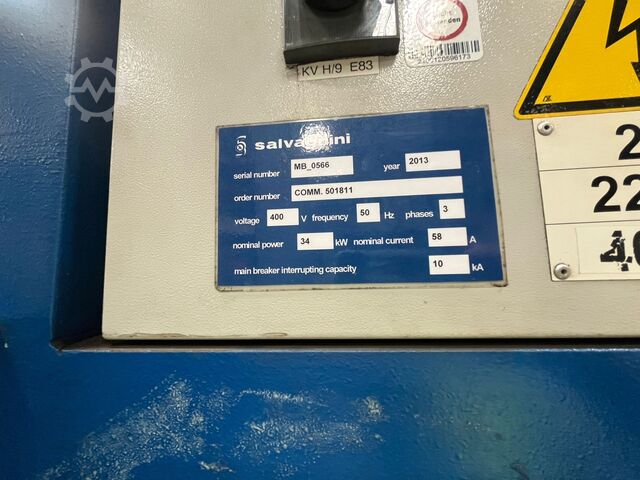 KV H/9 E83
salvagnini
serial number MB_0566 year 2013
order number COMM. 501811
voltage 400 V frequency 50 Hz phases 3
nominal power 34 kW nominal current 58 A
main breaker interrupting capacity 10 kA
2
22